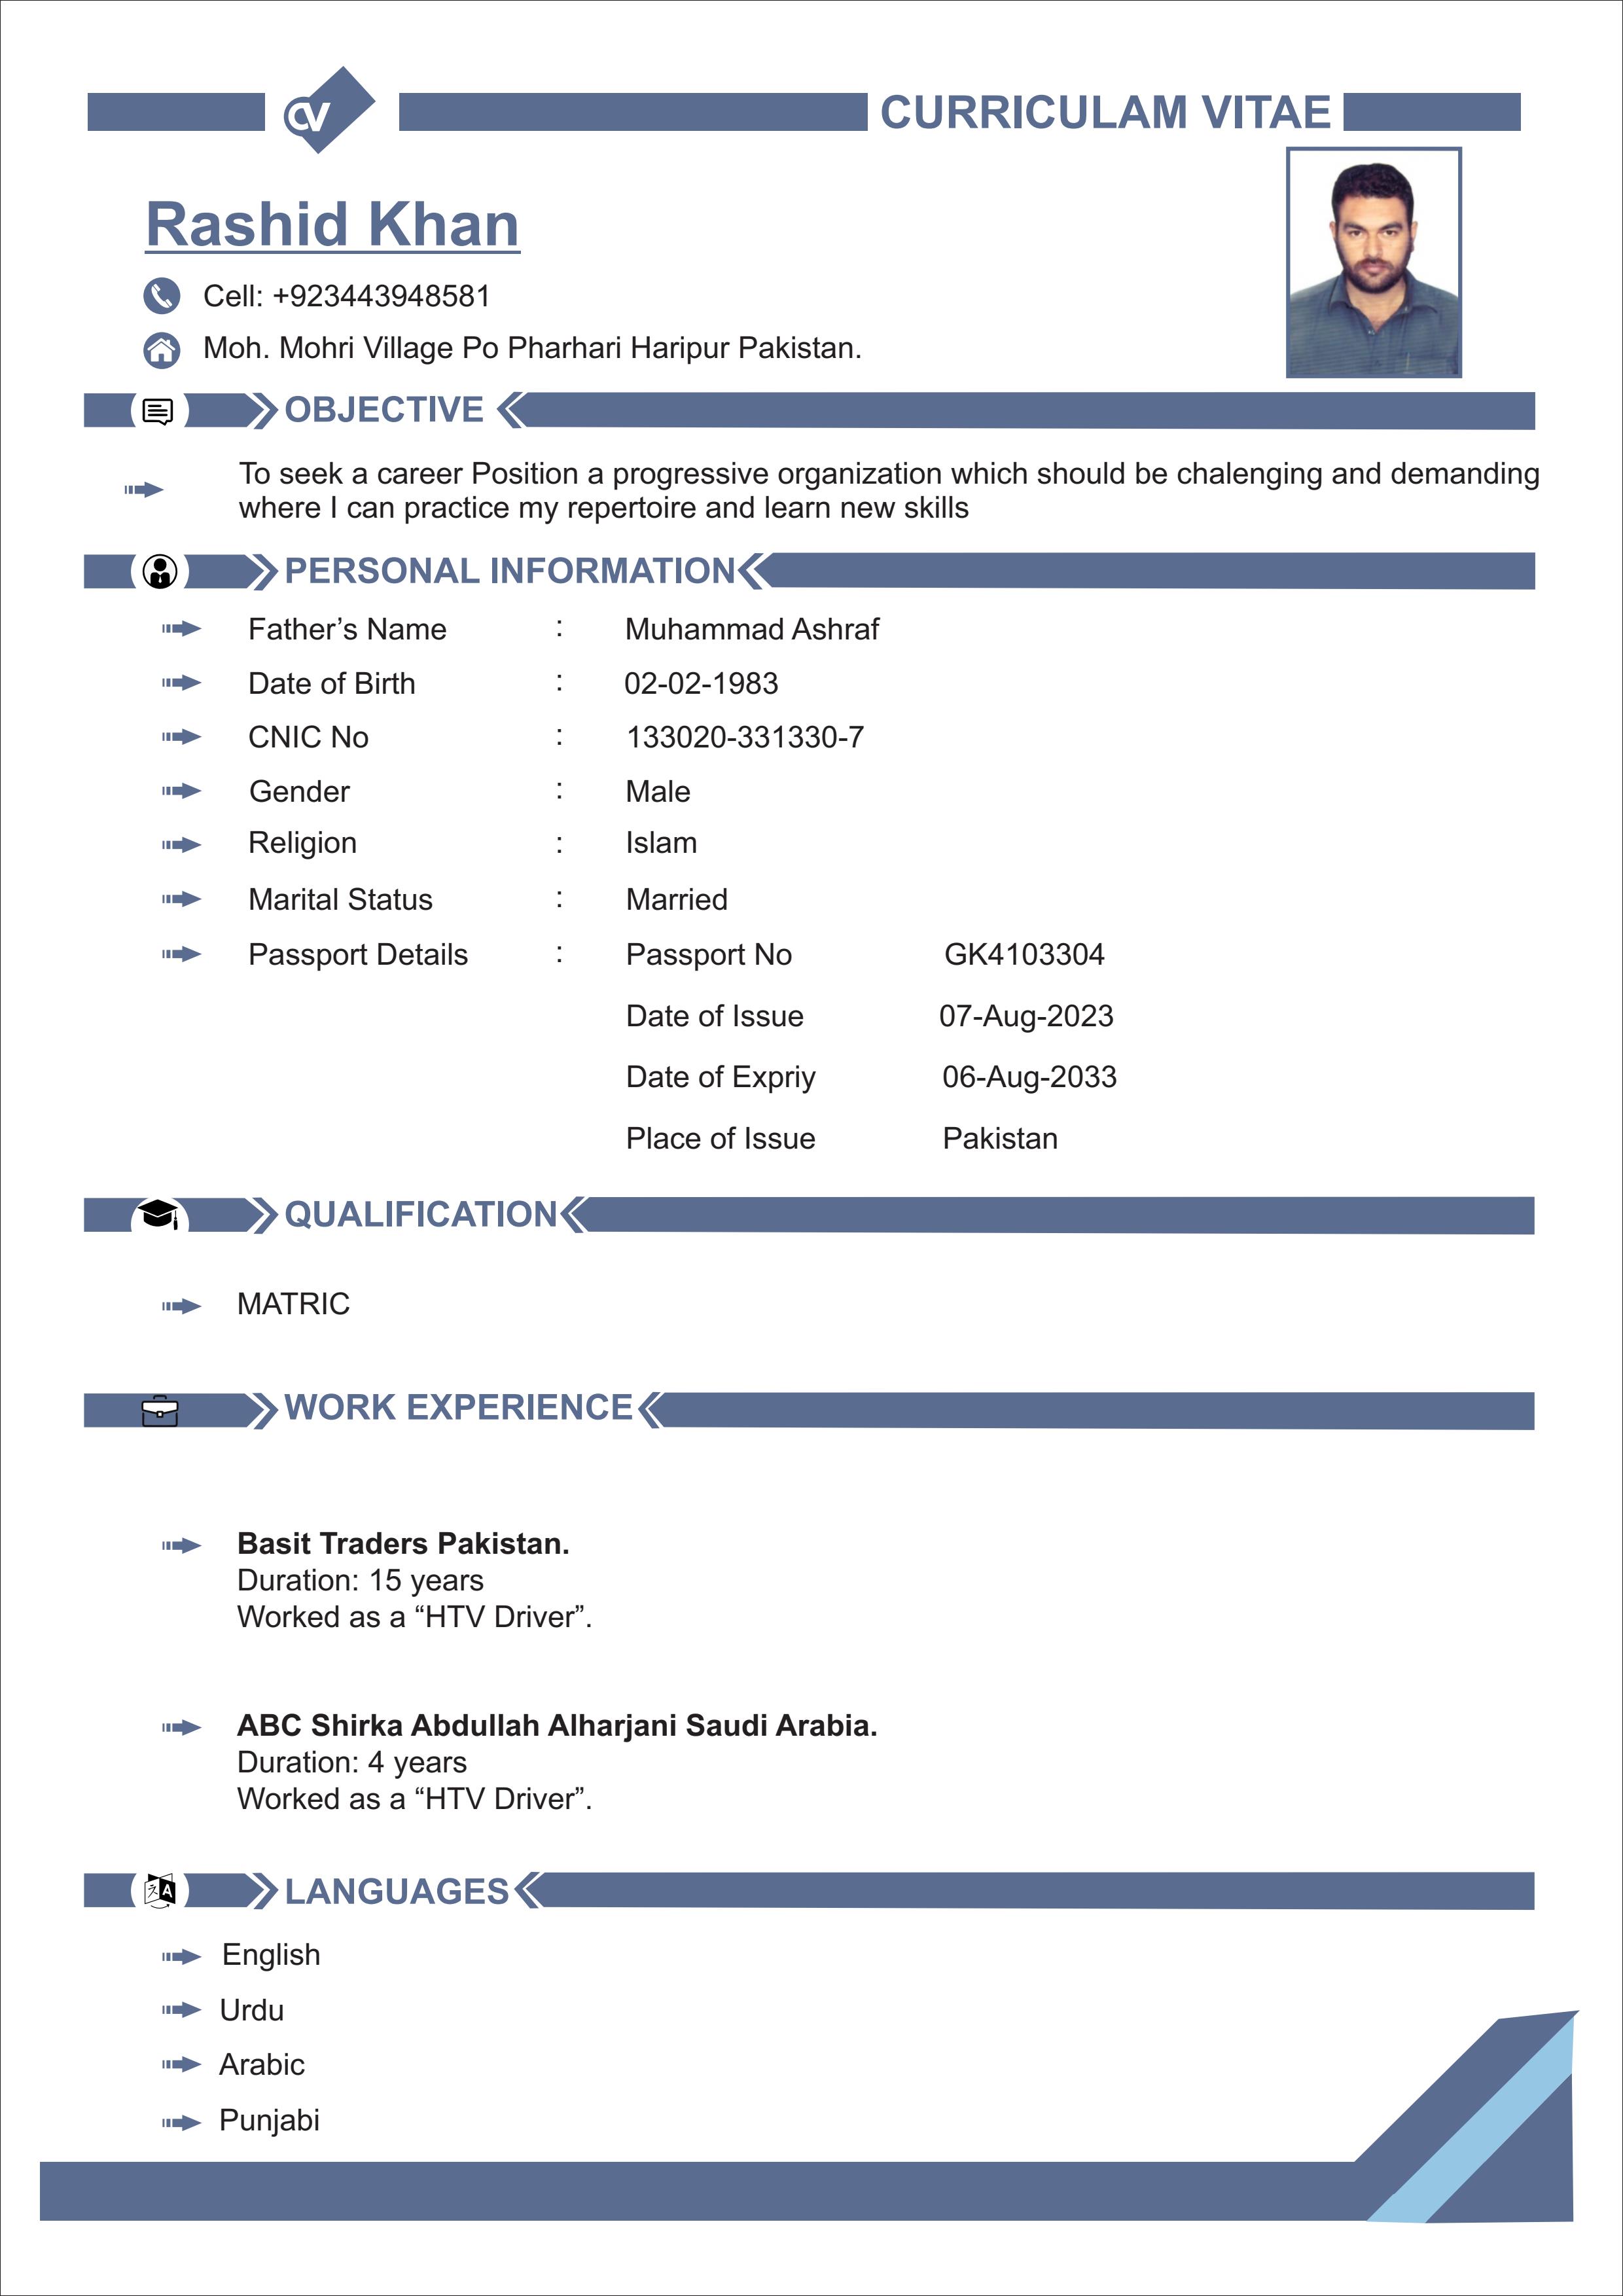 CV
CURRICULAM VITAE
Rashid Khan
Cell: +923443948581
Moh. Mohri Village Po Pharhari Haripur Pakistan.
OBJECTIVE
To seek a career Position a progressive organization which should be chalenging and demanding
where I can practice my repertoire and learn new skills
PERSONAL INFORMATION
Father’s Name : Muhammad Ashraf
Date of Birth : 02-02-1983
CNIC No : 133020-331330-7
Gender : Male
Religion : Islam
Marital Status : Married
Passport Details : Passport No GK4103304
Date of Issue 07-Aug-2023
Date of Expriy 06-Aug-2033
Place of Issue Pakistan
QUALIFICATION
MATRIC
WORK EXPERIENCE
Basit Traders Pakistan.
Duration: 15 years
Worked as a “HTV Driver”.
ABC Shirka Abdullah Alharjani Saudi Arabia.
Duration: 4 years
Worked as a “HTV Driver”.
LANGUAGES
English
Urdu
Arabic
Punjabi